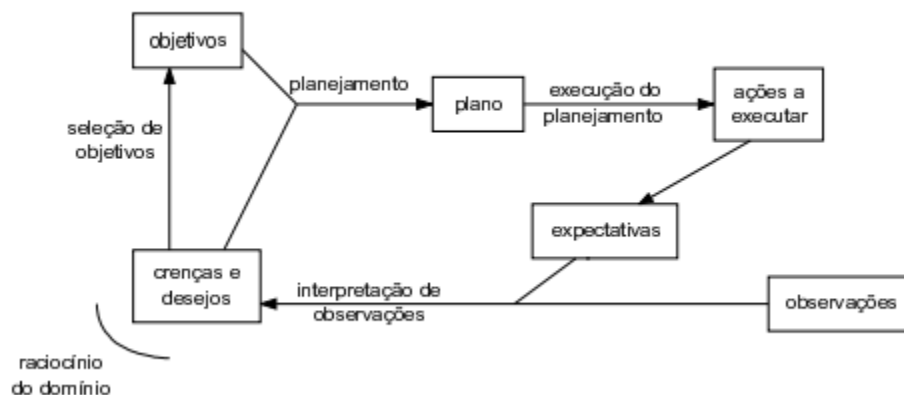 objetivos
planejamento
plano
execução do
planejamento
ações a
executar
seleção de
objetivos
expectativas
crenças e
desejos
interpretação de
observações
observações
raciocínio
do domínio